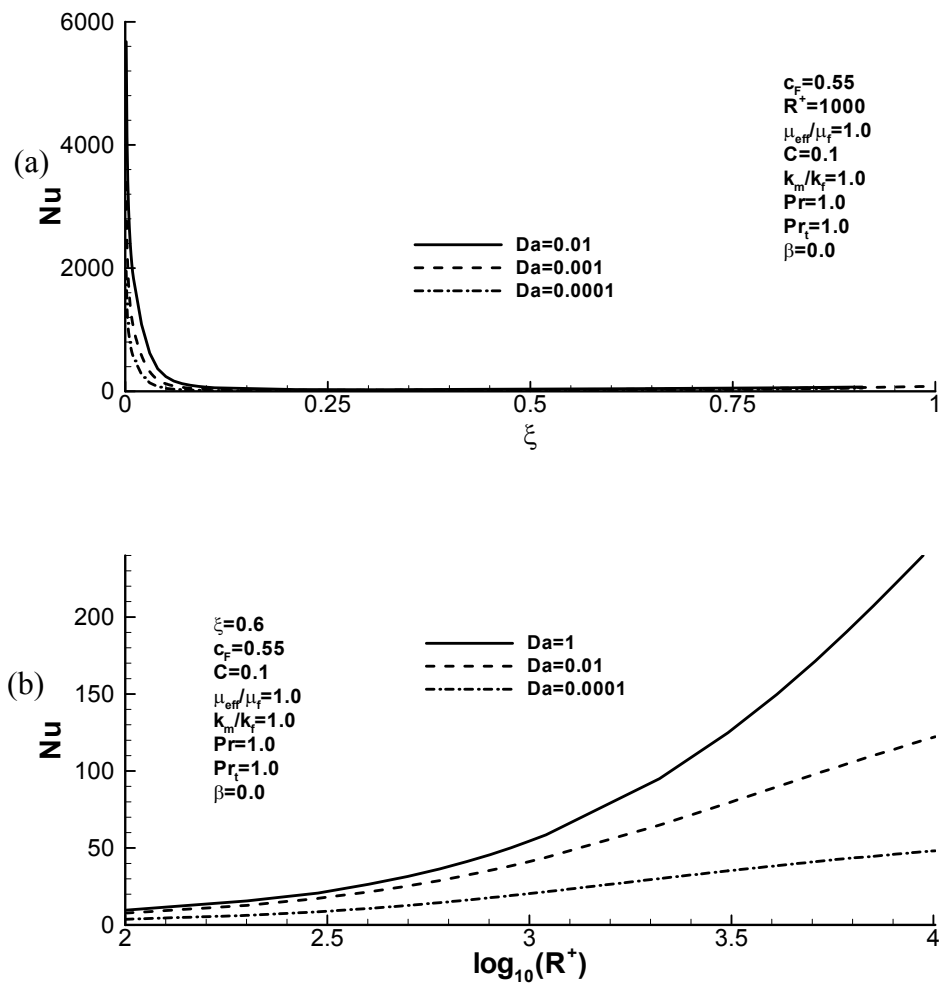 (a)
Nu
6000
4000
2000
0
c_F=0.55
R⁺=1000
μ_eff/μ_f=1.0
C=0.1
k_m/k_f=1.0
Pr=1.0
Pr_t=1.0
β=0.0
Da=0.01
Da=0.001
Da=0.0001
0 0.25 0.5 0.75 1
ξ
(b)
Nu
200
150
100
50
0
ξ=0.6
c_F=0.55
C=0.1
μ_eff/μ_f=1.0
k_m/k_f=1.0
Pr=1.0
Pr_t=1.0
β=0.0
Da=1
Da=0.01
Da=0.0001
2 2.5 3 3.5 4
log₁₀(R⁺)